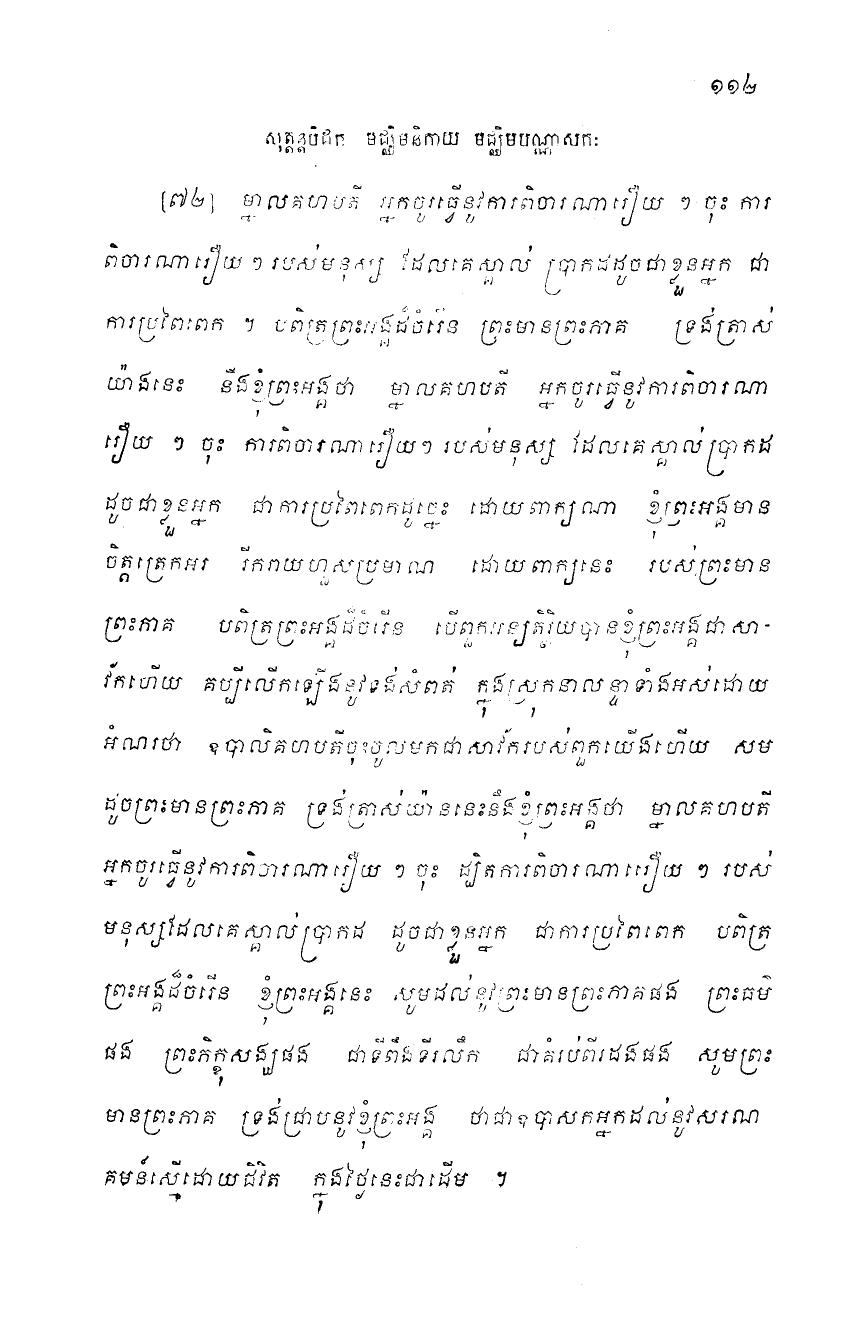 ១១២
សុត្តន្តបិដក មជ្ឈិមនិកាយ មជ្ឈិមបណ្ណាសកៈ
[៧២] ម្នាលគហបតី អ្នកចូរធ្វើនូវការពិចារណារឿយ ៗ ចុះ ការ
ពិចារណារឿយ ៗ របស់មនុស្ស ដែលគេស្គាល់ ប្រាកដដូចជាខ្លួនអ្នក ជា
ការប្រពៃពេក ។ បពិត្រព្រះអង្គដ៏ចំរើន ព្រះមានព្រះភាគ ទ្រង់ត្រាស់
យ៉ាងនេះ នឹងខ្ញុំព្រះអង្គថា ម្នាលគហបតី អ្នកចូរធ្វើនូវការពិចារណា
រឿយ ៗ ចុះ ការពិចារណារឿយៗ របស់មនុស្ស ដែលគេស្គាល់ប្រាកដ
ដូចជាខ្លួនអ្នក ជាការប្រពៃពេកដូច្នេះ ដោយពាក្យណា ខ្ញុំព្រះអង្គមាន
ចិត្តត្រេកអរ រីករាយហួសប្រមាណ ដោយពាក្យនេះ របស់ព្រះមាន
ព្រះភាគ បពិត្រព្រះអង្គដ៏ចំរើន បើពួកអន្យតិរ្ថិយបានខ្ញុំព្រះអង្គជាសា-
វ័កហើយ គប្បីលើកឡើងនូវទង់សំពត់ ក្នុងស្រុកនាលន្ទាទាំងអស់ដោយ
អំណរថា ឧបាលិគហបតីចុះចូលមកជាសាវ័ករបស់ពួកយើងហើយ សម
ដូចព្រះមានព្រះភាគ ទ្រង់ត្រាស់យ៉ាងនេះនឹងខ្ញុំព្រះអង្គថា ម្នាលគហបតី
អ្នកចូរធ្វើនូវការពិចារណារឿយ ៗ ចុះ ដ្បិតការពិចារណារឿយ ៗ របស់
មនុស្សដែលគេស្គាល់ប្រាកដ ដូចជាខ្លួនអ្នក ជាការប្រពៃពេក បពិត្រ
ព្រះអង្គដ៏ចំរើន ខ្ញុំព្រះអង្គនេះ សូមដល់នូវព្រះមានព្រះភាគផង ព្រះធម៌
ផង ព្រះភិក្ខុសង្ឃផង ជាទីពឹងទីរលឹក ជាគំរប់ពីរដងផង សូមព្រះ
មានព្រះភាគ ទ្រង់ជ្រាបនូវខ្ញុំព្រះអង្គ ថាជាឧបាសកអ្នកដល់នូវសរណ
គមន៍ស្មើដោយជីវិត ក្នុងថ្ងៃនេះជាដើម ។